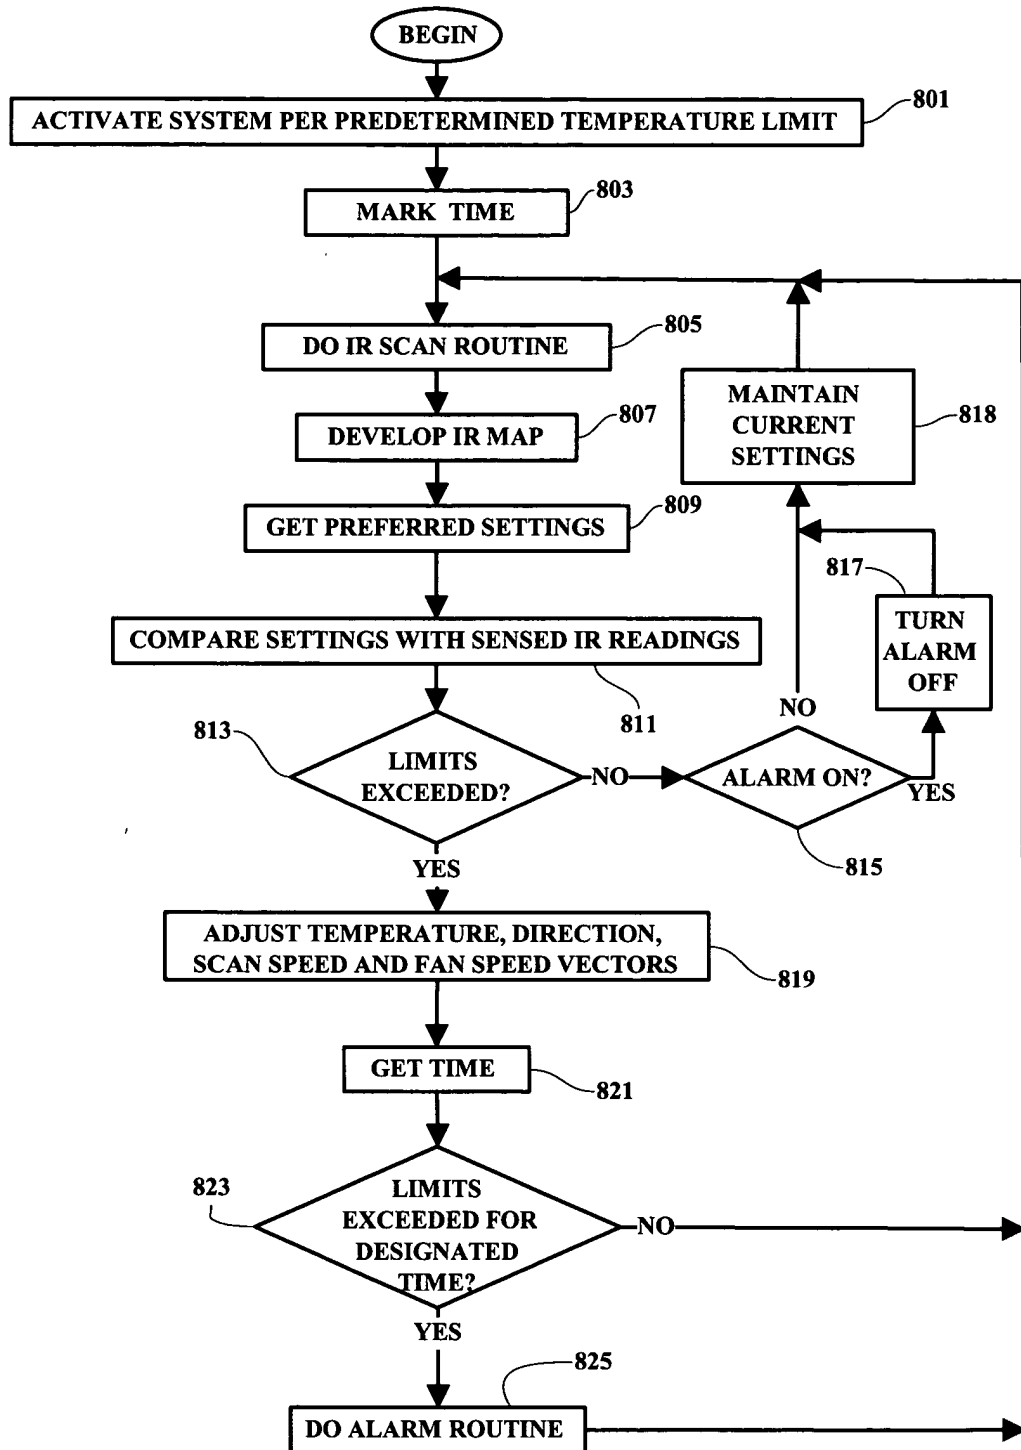 BEGIN
801
ACTIVATE SYSTEM PER PREDETERMINED TEMPERATURE LIMIT
803
MARK TIME
805
DO IR SCAN ROUTINE
807
DEVELOP IR MAP
MAINTAIN
CURRENT
SETTINGS
818
809
GET PREFERRED SETTINGS
817
TURN
ALARM
OFF
COMPARE SETTINGS WITH SENSED IR READINGS
811
813
LIMITS
EXCEEDED?
NO
NO
ALARM ON?
YES
815
YES
ADJUST TEMPERATURE, DIRECTION,
SCAN SPEED AND FAN SPEED VECTORS
819
GET TIME
821
823
LIMITS
EXCEEDED FOR
DESIGNATED
TIME?
NO
YES
825
DO ALARM ROUTINE